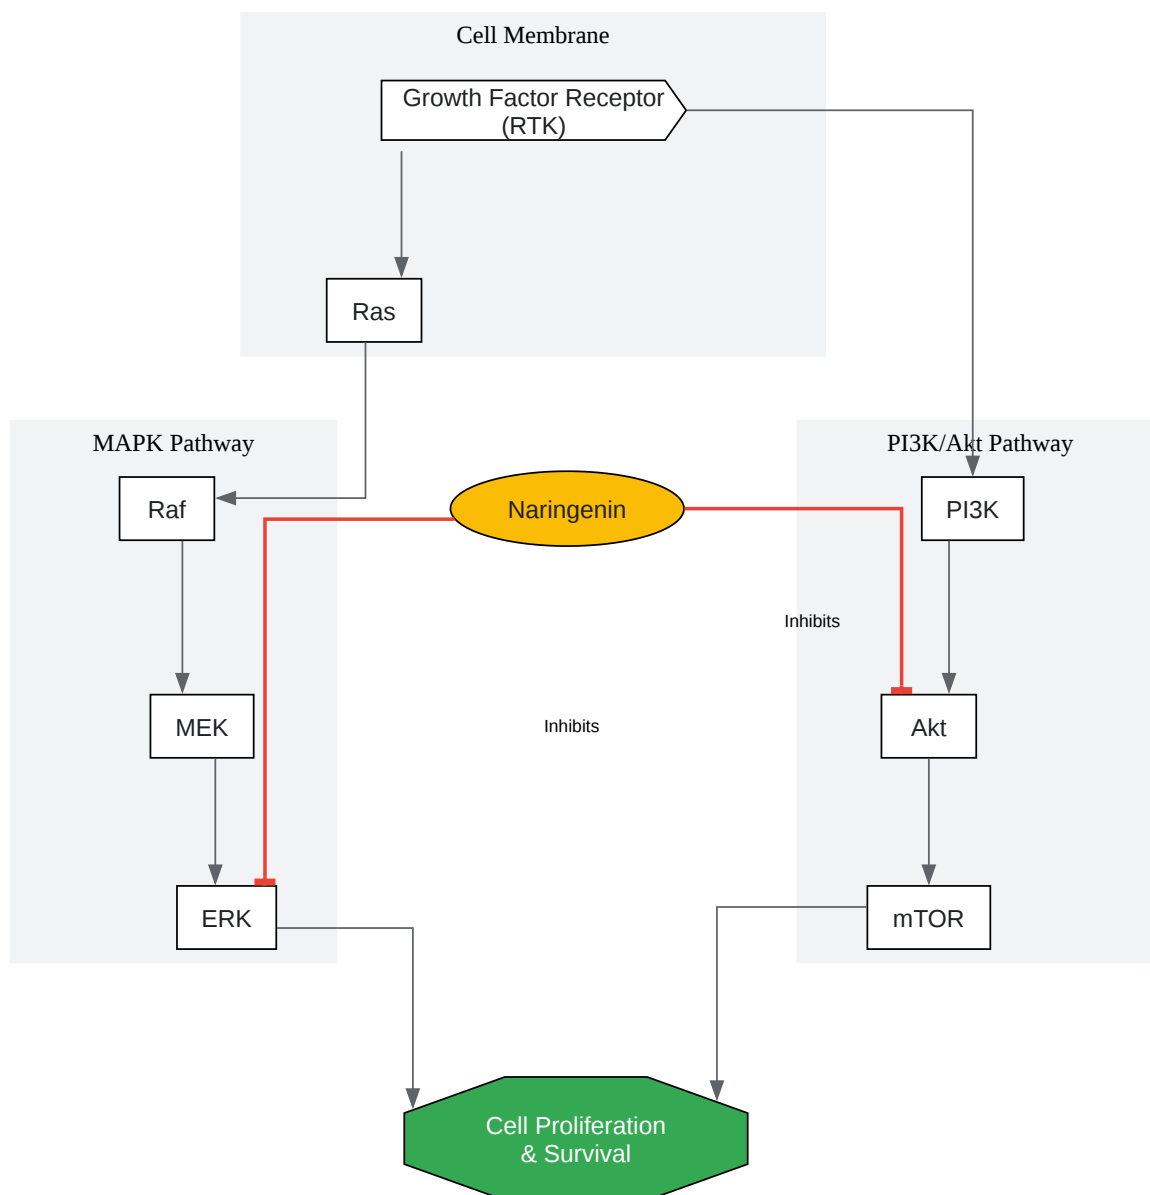 Cell Membrane
Growth Factor Receptor
(RTK)
Ras
MAPK Pathway
PI3K/Akt Pathway
Raf
Naringenin
PI3K
Inhibits
MEK
Inhibits
Akt
ERK
mTOR
Cell Proliferation
& Survival